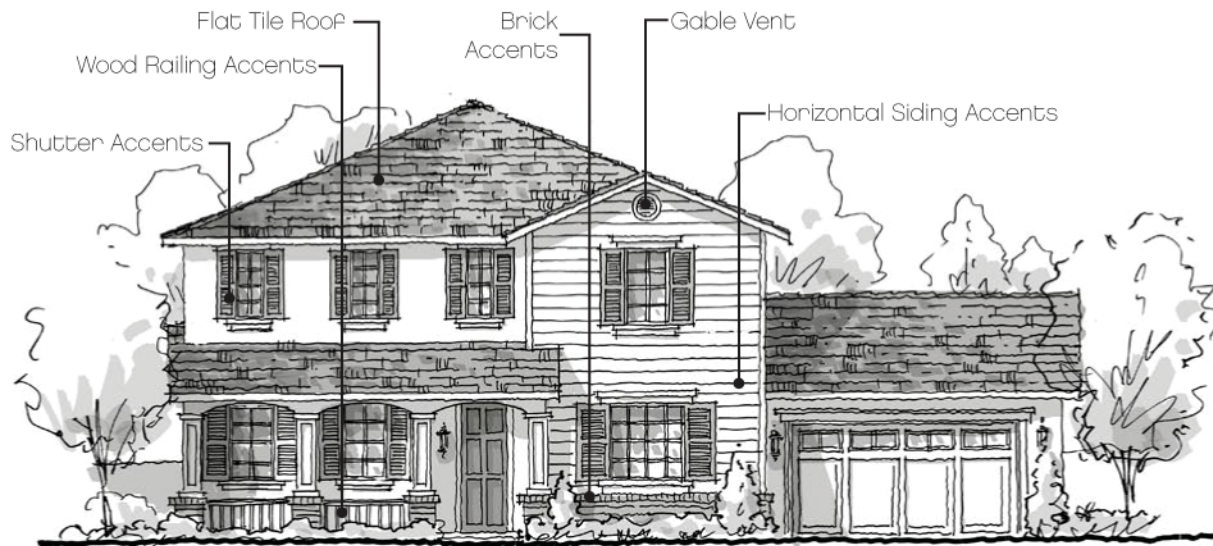 Flat Tile Roof
Brick
Accents
Gable Vent
Wood Railing Accents
Horizontal Siding Accents
Shutter Accents